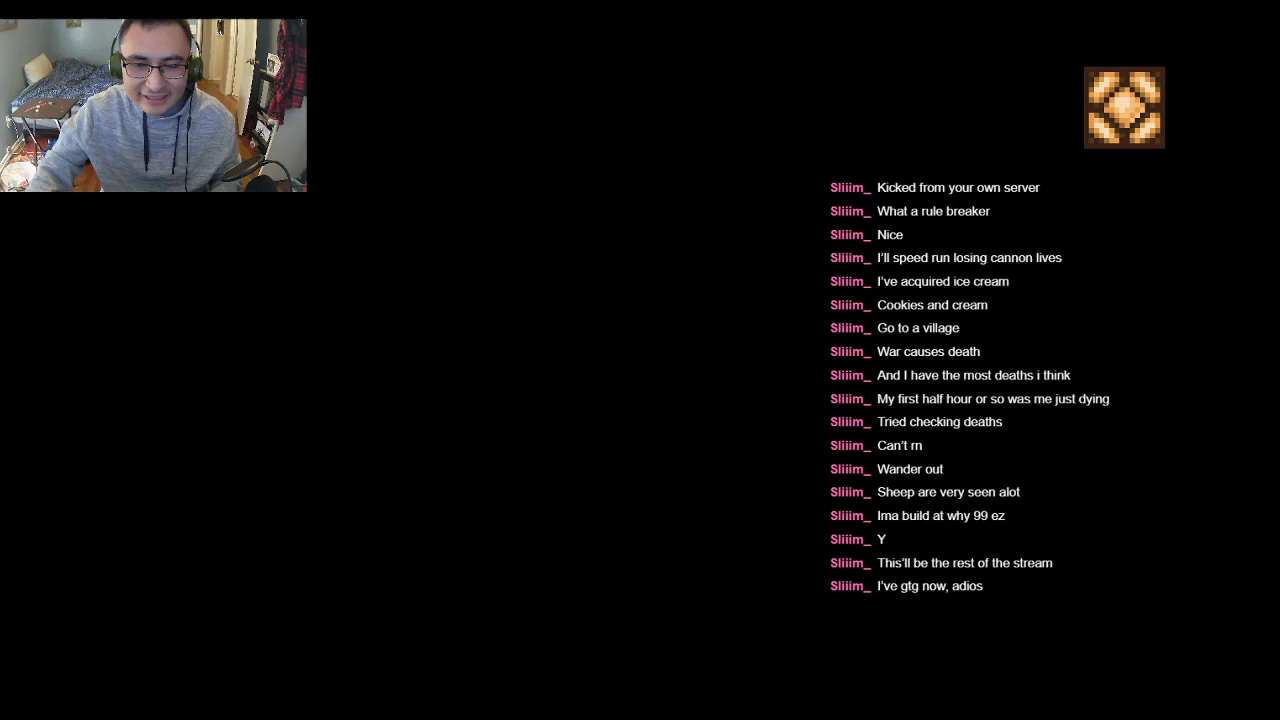 Sliiim_ Kicked from your own server
Sliiim_ What a rule breaker
Sliiim_ Nice
Sliiim_ I'll speed run losing cannon lives
Sliiim_ I've acquired ice cream
Sliiim_ Cookies and cream
Sliiim_ Go to a village
Sliiim_ War causes death
Sliiim_ And I have the most deaths i think
Sliiim_ My first half hour or so was me just dying
Sliiim_ Tried checking deaths
Sliiim_ Can't rn
Sliiim_ Wander out
Sliiim_ Sheep are very seen alot
Sliiim_ Ima build at why 99 ez
Sliiim_ Y
Sliiim_ This'll be the rest of the stream
Sliiim_ I've gtg now, adios